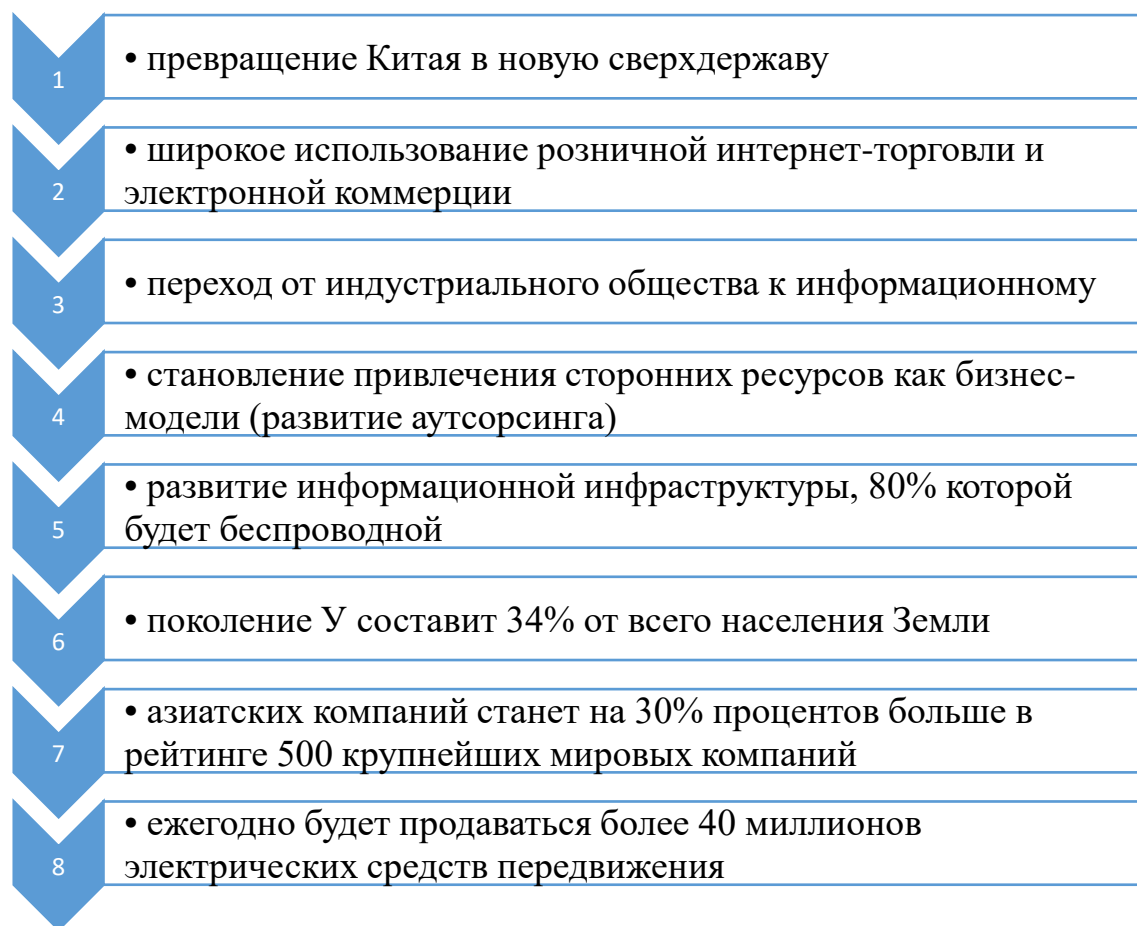 1
• превращение Китая в новую сверхдержаву
2
• широкое использование розничной интернет-торговли и
электронной коммерции
3
• переход от индустриального общества к информационному
4
• становление привлечения сторонних ресурсов как бизнес-
модели (развитие аутсорсинга)
5
• развитие информационной инфраструктуры, 80% которой
будет беспроводной
6
• поколение У составит 34% от всего населения Земли
7
• азиатских компаний станет на 30% процентов больше в
рейтинге 500 крупнейших мировых компаний
8
• ежегодно будет продаваться более 40 миллионов
электрических средств передвижения